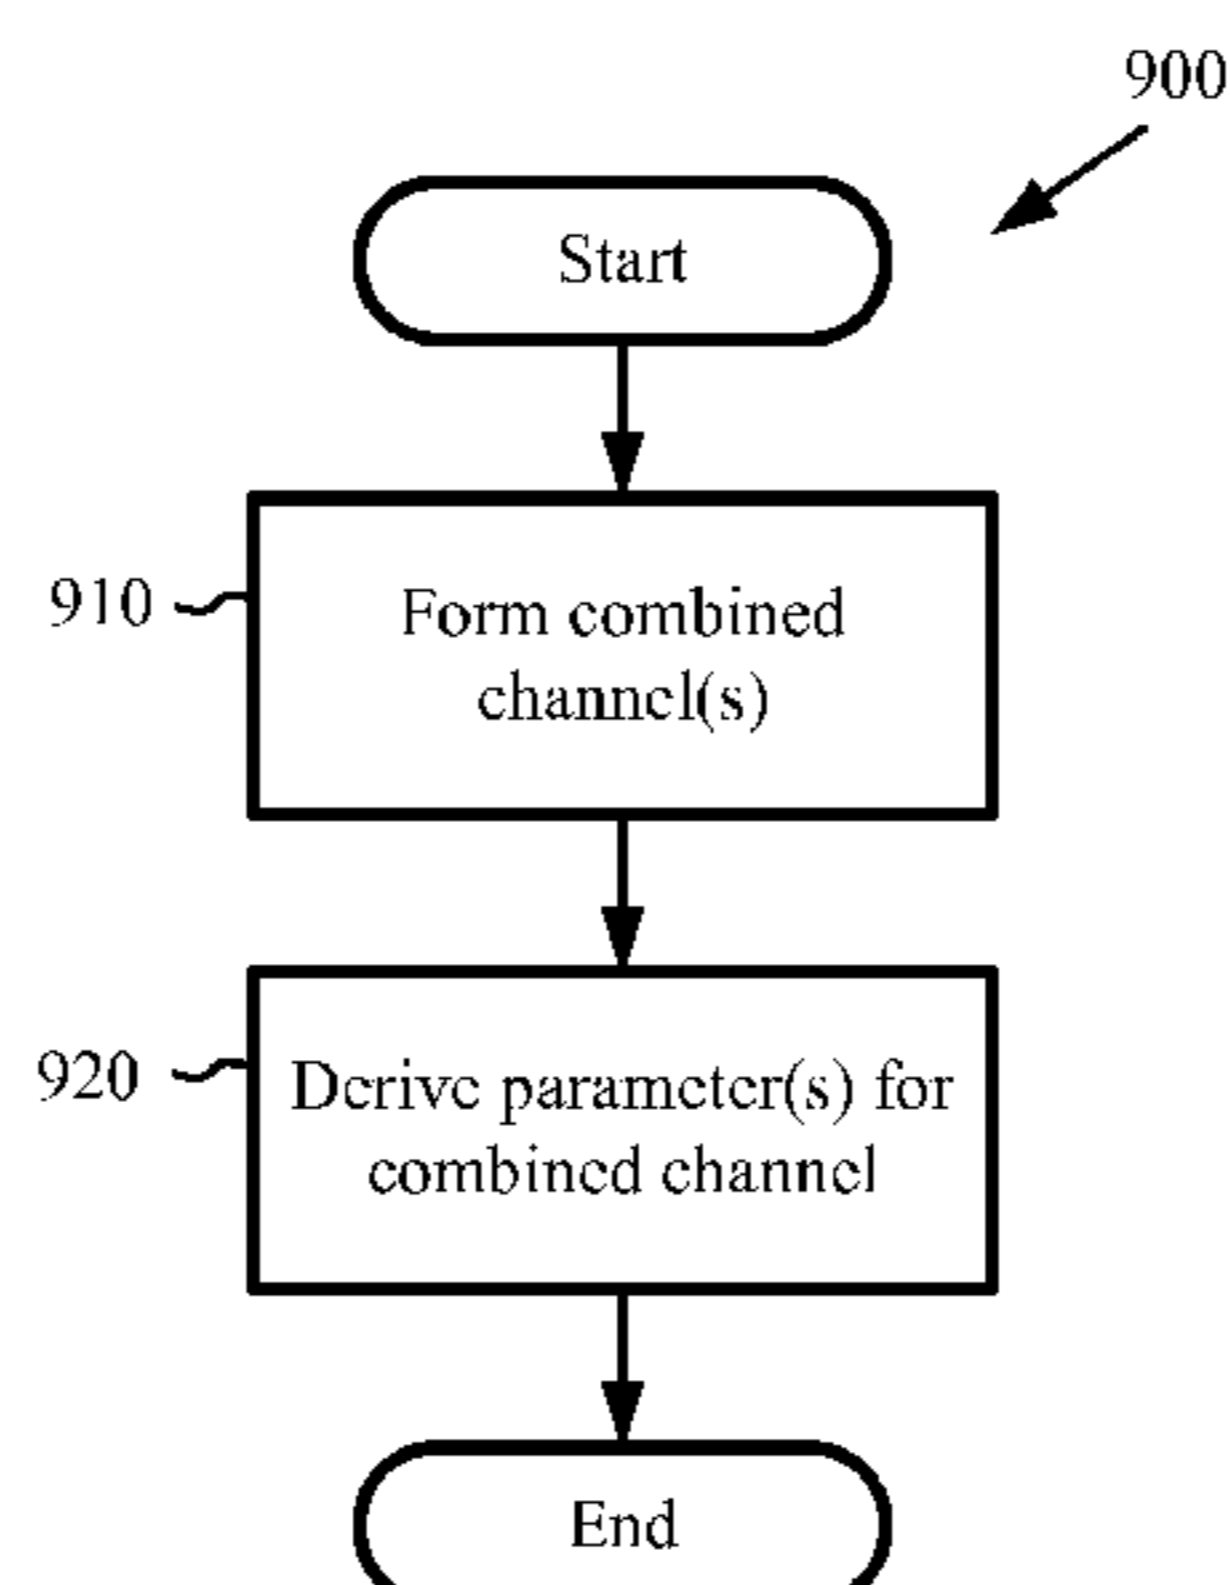 900
Start
910
Form combined
channel(s)
920
Derive parameter(s) for
combined channel
End